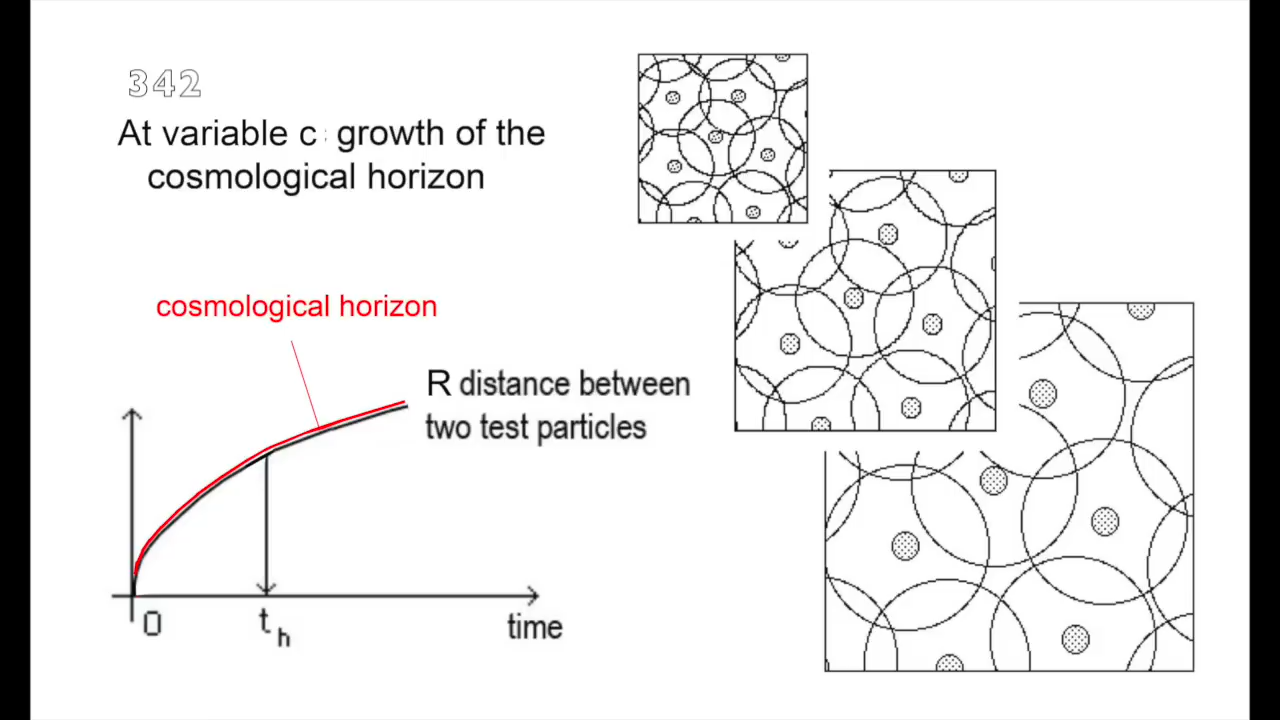 342
At variable c : growth of the
cosmological horizon
cosmological horizon
R distance between
two test particles
0
t h
time